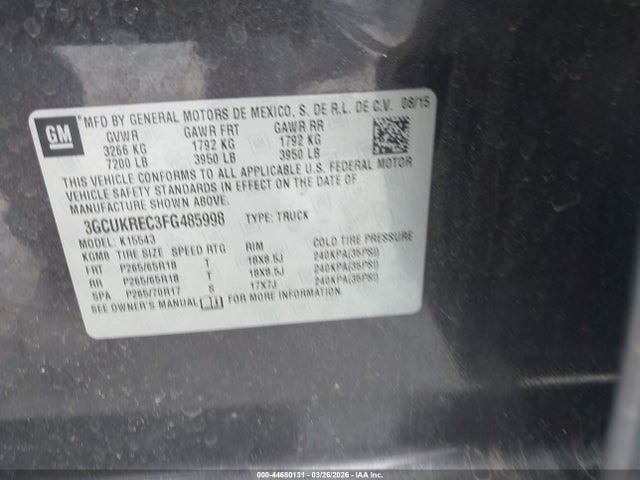 GM
*MFD BY GENERAL MOTORS DE MEXICO, S. DE R.L. DE C.V. 08/15
GVWR GAWR FRT GAWR RR
3266 KG 1792 KG 1792 KG
7200 LB 3950 LB 3950 LB
THIS VEHICLE CONFORMS TO ALL APPLICABLE U.S. FEDERAL MOTOR
VEHICLE SAFETY STANDARDS IN EFFECT ON THE DATE OF
MANUFACTURE SHOWN ABOVE.
3GCUKREC3FG485998 TYPE: TRUCK
MODEL: K15543
KGMB TIRE SIZE SPEED RTG RIM COLD TIRE PRESSURE
FRT P265/65R18 T 18X8.5J 240KPA(35PSI)
RR P265/65R18 T 18X8.5J 240KPA(35PSI)
SPA P265/70R17 S 17X7J 240KPA(35PSI)
SEE OWNER'S MANUAL FOR MORE INFORMATION.
000-44680131 - 03/26/2026 - IAA Inc.